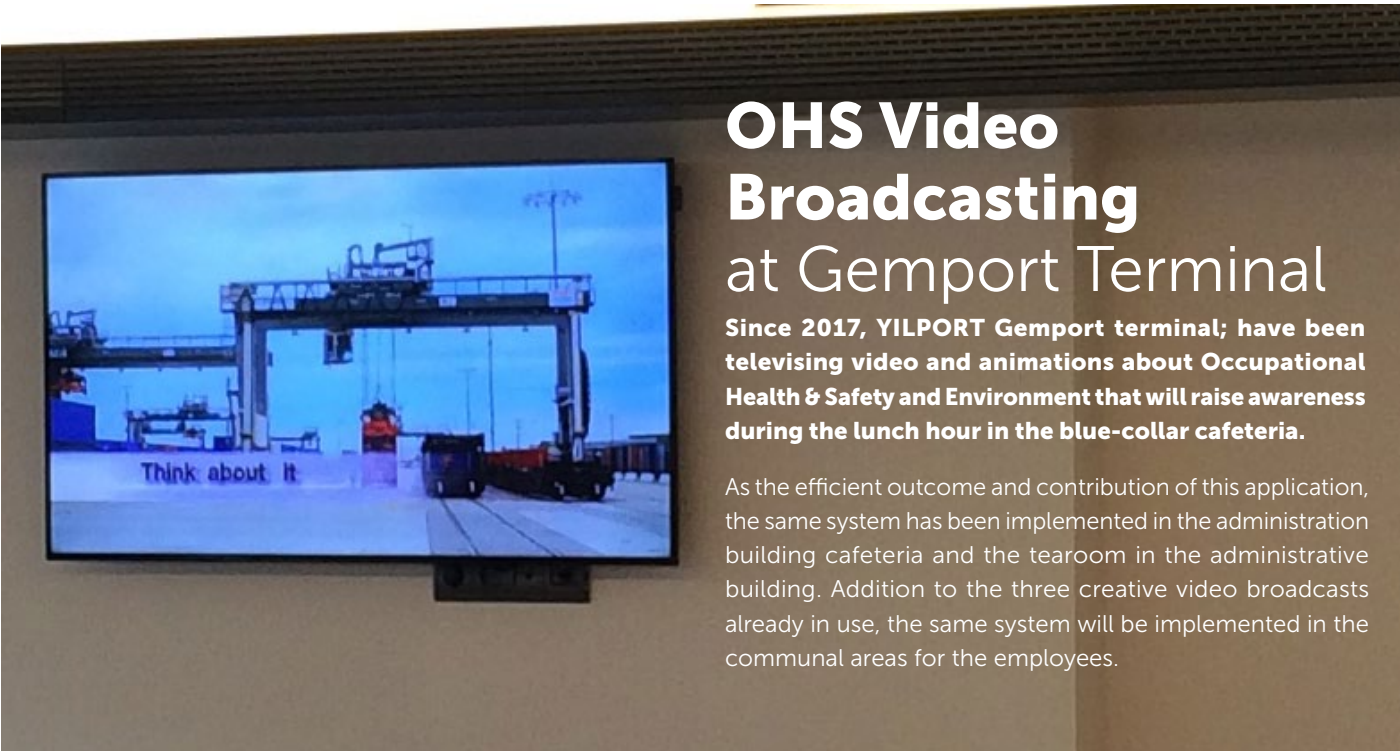 OHS Video
Broadcasting
at Gemport Terminal
Since 2017, YILPORT Gemport terminal; have been
televising video and animations about Occupational
Health & Safety and Environment that will raise awareness
during the lunch hour in the blue-collar cafeteria.
As the efficient outcome and contribution of this application,
the same system has been implemented in the administration
building cafeteria and the tearoom in the administrative
building. Addition to the three creative video broadcasts
already in use, the same system will be implemented in the
communal areas for the employees.
Think about It